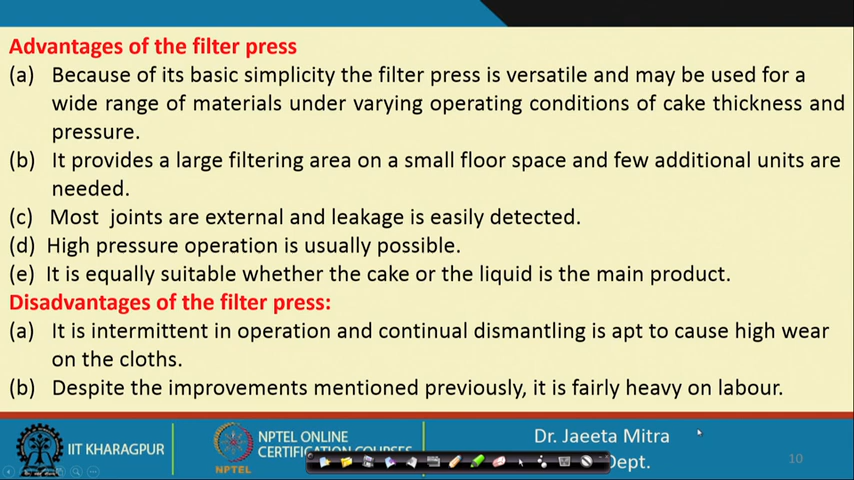 Advantages of the filter press
(a) Because of its basic simplicity the filter press is versatile and may be used for a
wide range of materials under varying operating conditions of cake thickness and
pressure.
(b) It provides a large filtering area on a small floor space and few additional units are
needed.
(c) Most joints are external and leakage is easily detected.
(d) High pressure operation is usually possible.
(e) It is equally suitable whether the cake or the liquid is the main product.
Disadvantages of the filter press:
(a) It is intermittent in operation and continual dismantling is apt to cause high wear
on the cloths.
(b) Despite the improvements mentioned previously, it is fairly heavy on labour.
IIT KHARAGPUR
NPTEL
NPTEL ONLINE
CERTIFICATION COURSES
Dr. Jaeeta Mitra
Dept.
10